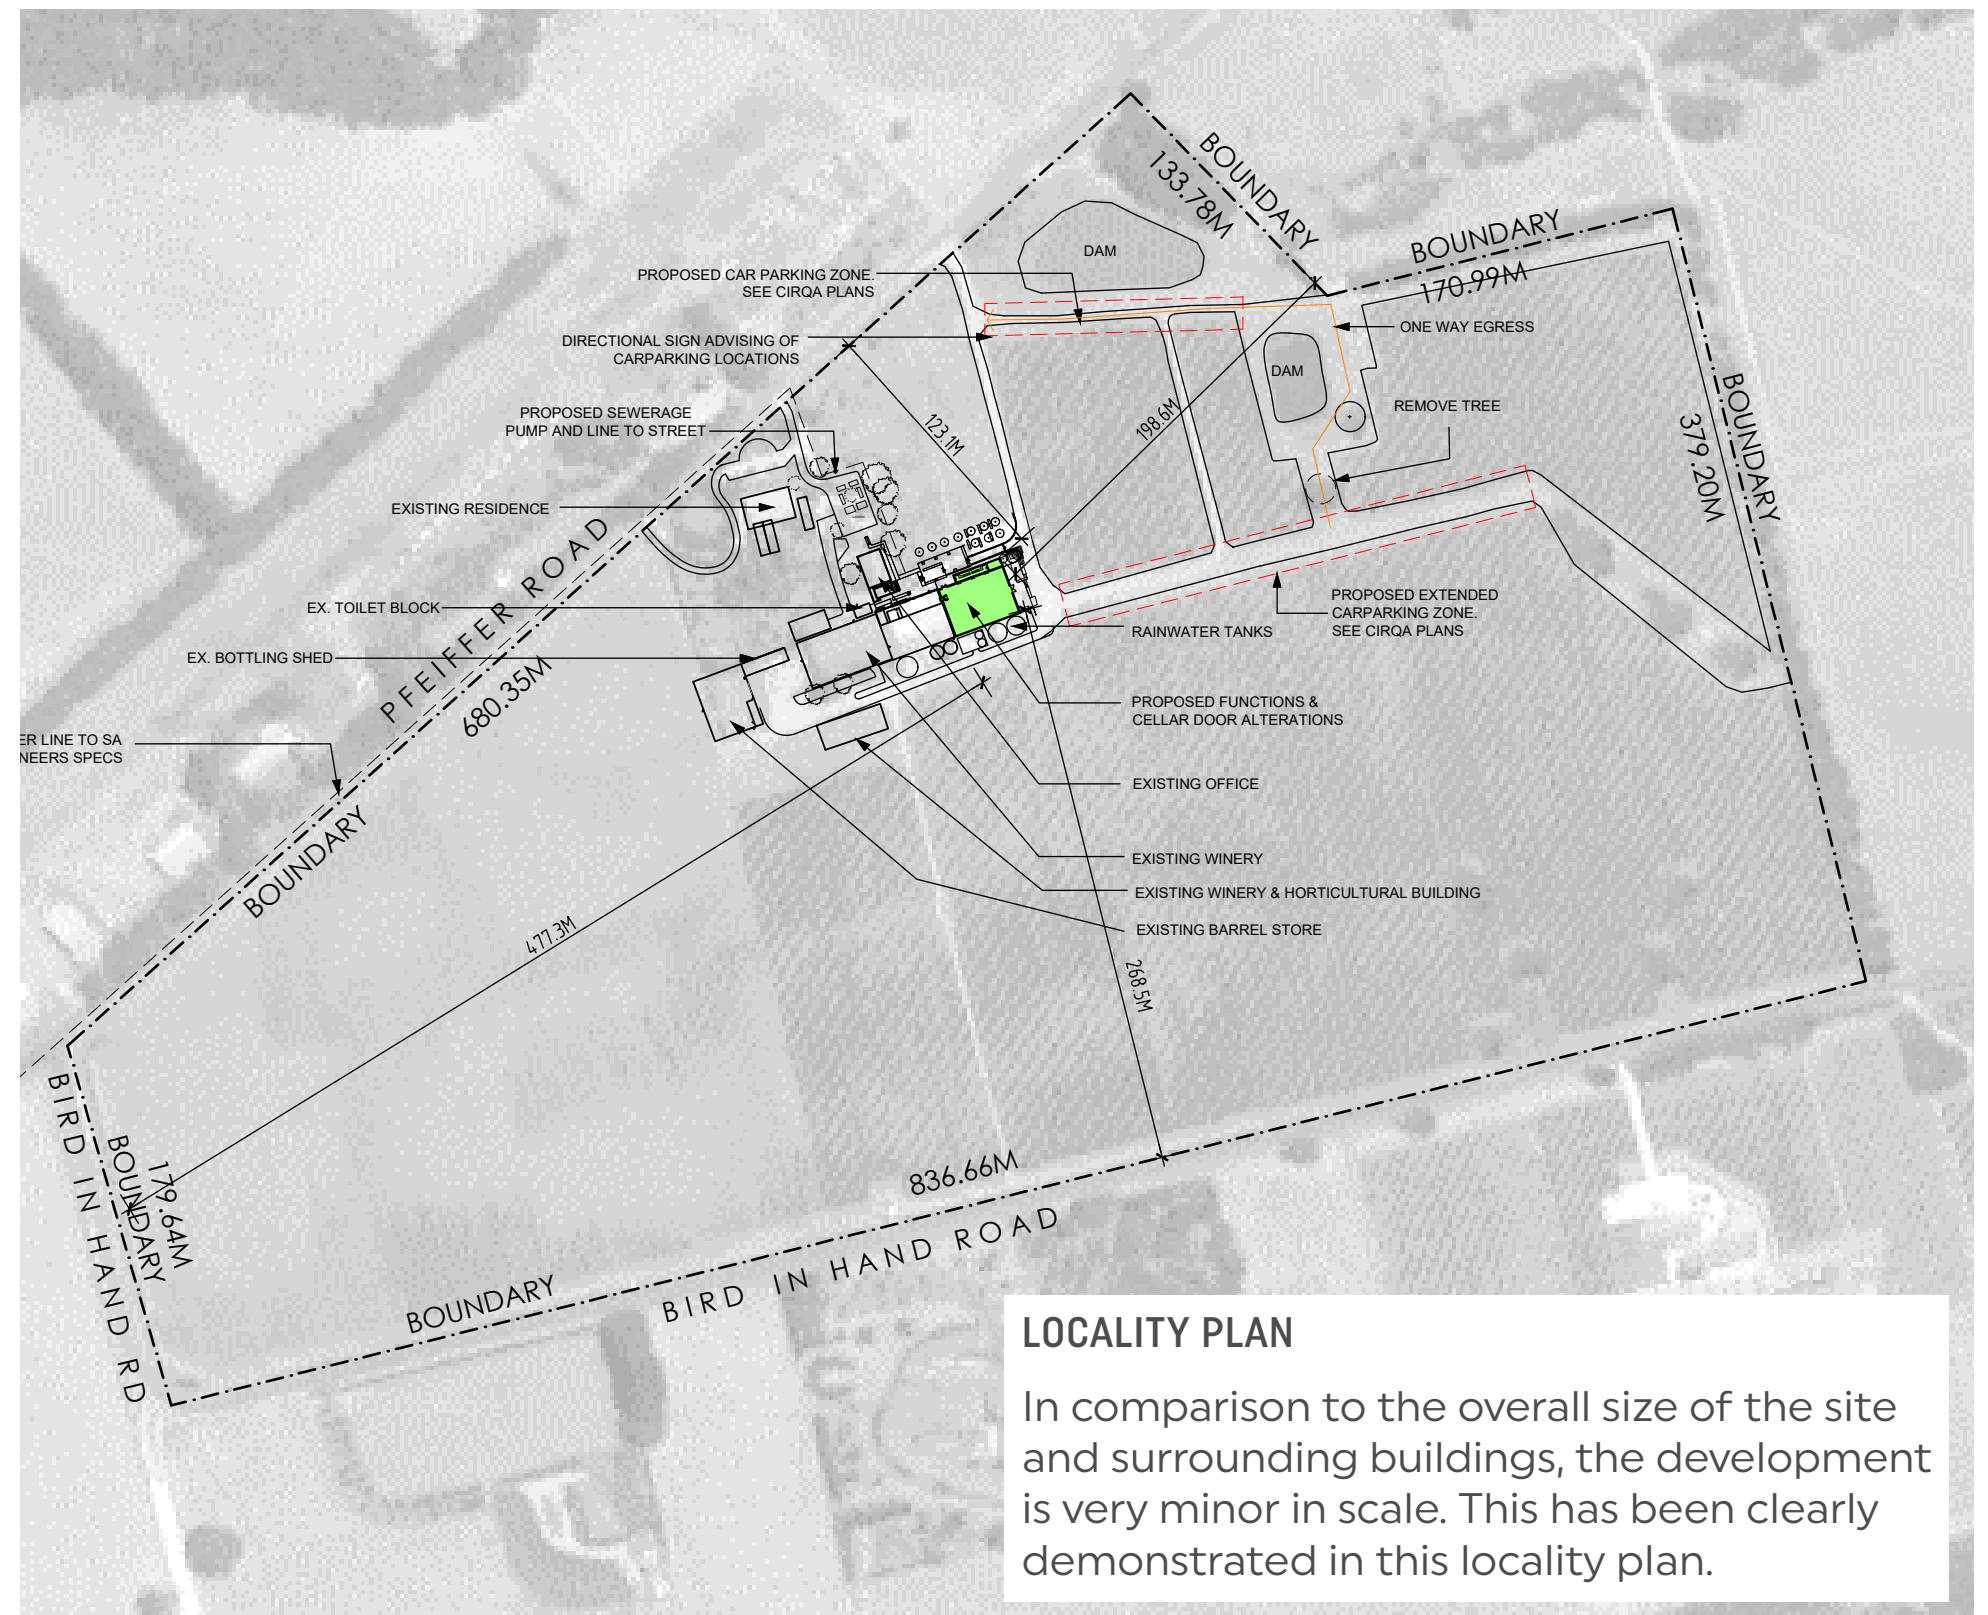 BOUNDARY
133.78M
BOUNDARY
170.99M
DAM
PROPOSED CAR PARKING ZONE.
SEE CIRQA PLANS
DIRECTIONAL SIGN ADVISING OF
CARPARKING LOCATIONS
ONE WAY EGRESS
DAM
BOUNDARY
379.20M
REMOVE TREE
123.1M
198.6M
PROPOSED SEWERAGE
PUMP AND LINE TO STREET
EXISTING RESIDENCE
PFEIFFER ROAD
680.35M
EX. TOILET BLOCK
PROPOSED EXTENDED
CARPARKING ZONE.
SEE CIRQA PLANS
RAINWATER TANKS
EX. BOTTLING SHED
PROPOSED FUNCTIONS &
CELLAR DOOR ALTERATIONS
ER LINE TO SA
NEERS SPECS
EXISTING OFFICE
BOUNDARY
EXISTING WINERY
EXISTING WINERY & HORTICULTURAL BUILDING
EXISTING BARREL STORE
477.3M
268.5M
BIRD IN HAND RD
BOUNDARY
179.64M
836.66M
BOUNDARY
BIRD IN HAND ROAD
LOCALITY PLAN
In comparison to the overall size of the site
and surrounding buildings, the development
is very minor in scale. This has been clearly
demonstrated in this locality plan.